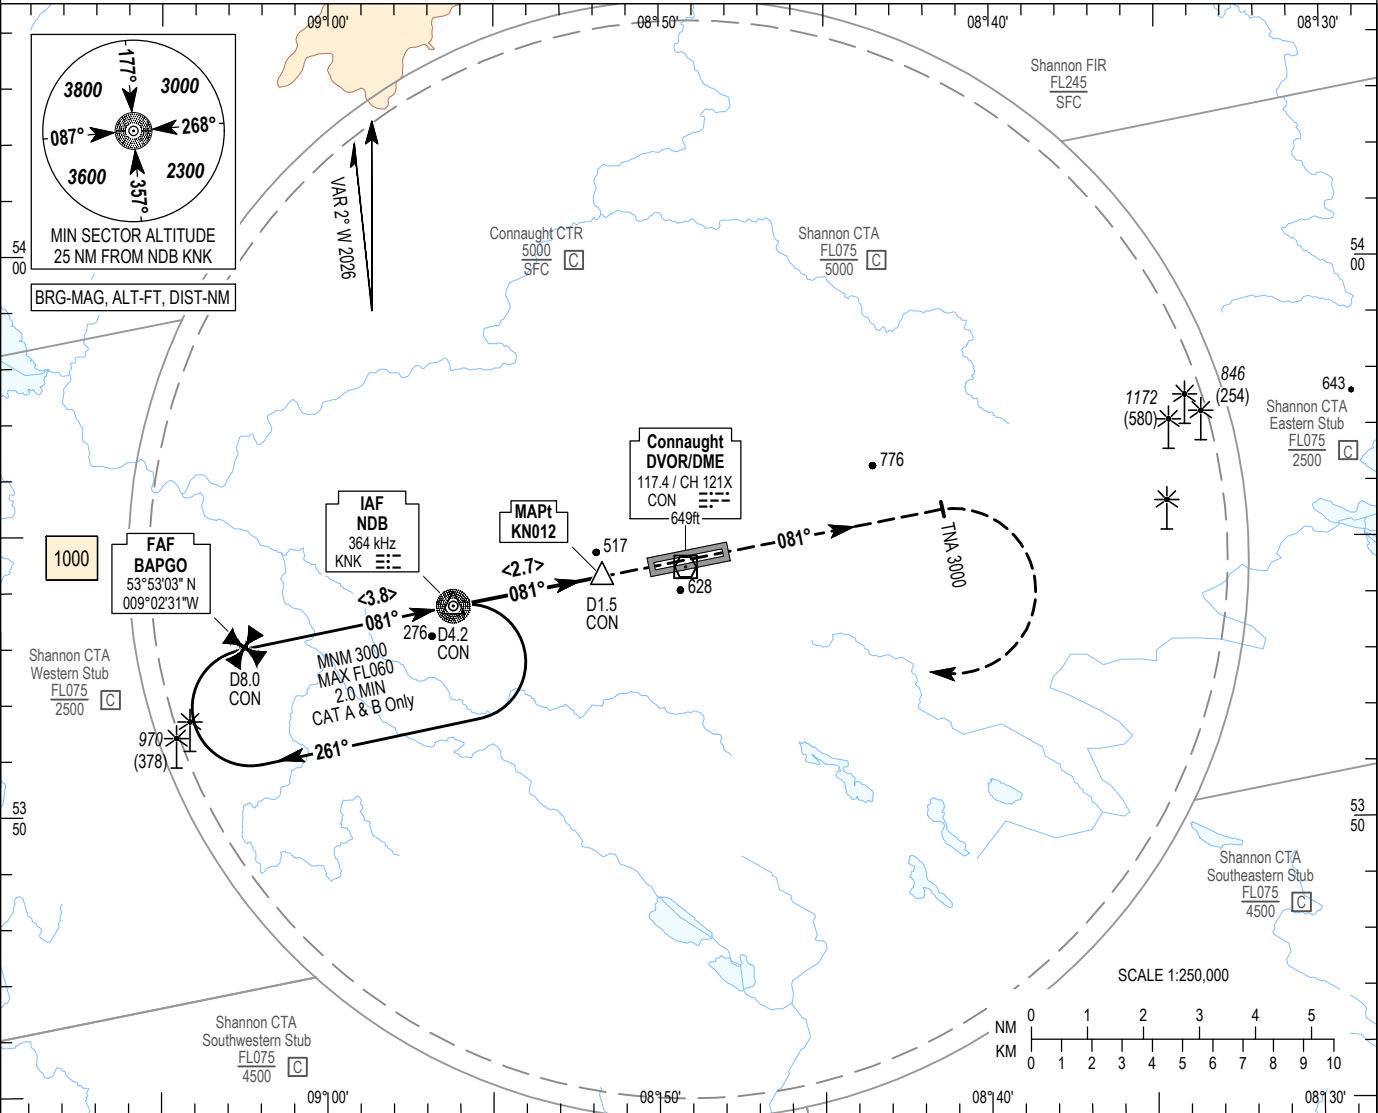 09°00'
08°50'
08°40'
08°30'
177°
3800
3000
087°
268°
3600
2300
357°
MIN SECTOR ALTITUDE
25 NM FROM NDB KNK
BRG-MAG, ALT-FT, DIST-NM
VAR 2° W 2026
Shannon FIR
FL245
SFC
Connaught CTR
5000
SFC
C
Shannon CTA
FL075
5000
C
54
00
54
00
1172
(580)
846
(254)
643
Shannon CTA
Eastern Stub
FL075
2500
C
Connaught
DVOR/DME
117.4 / CH 121X
CON
649ft
776
IAF
NDB
364 kHz
KNK
MAPt
KN012
1000
FAF
BAPGO
53°53'03" N
009°02'31"W
517
<2.7>
081°
081°
TNA 3000
628
D1.5
CON
<3.8>
081°
276
D4.2
CON
D8.0
CON
MNM 3000
MAX FL060
2.0 MIN
CAT A & B Only
261°
Shannon CTA
Western Stub
FL075
2500
C
970
(378)
53
50
53
50
Shannon CTA
Southeastern Stub
FL075
4500
C
Shannon CTA
Southwestern Stub
FL075
4500
C
SCALE 1:250,000
NM
0 1 2 3 4 5
KM
0 1 2 3 4 5 6 7 8 9 10
09°00'
08°50'
08°40'
08°30'